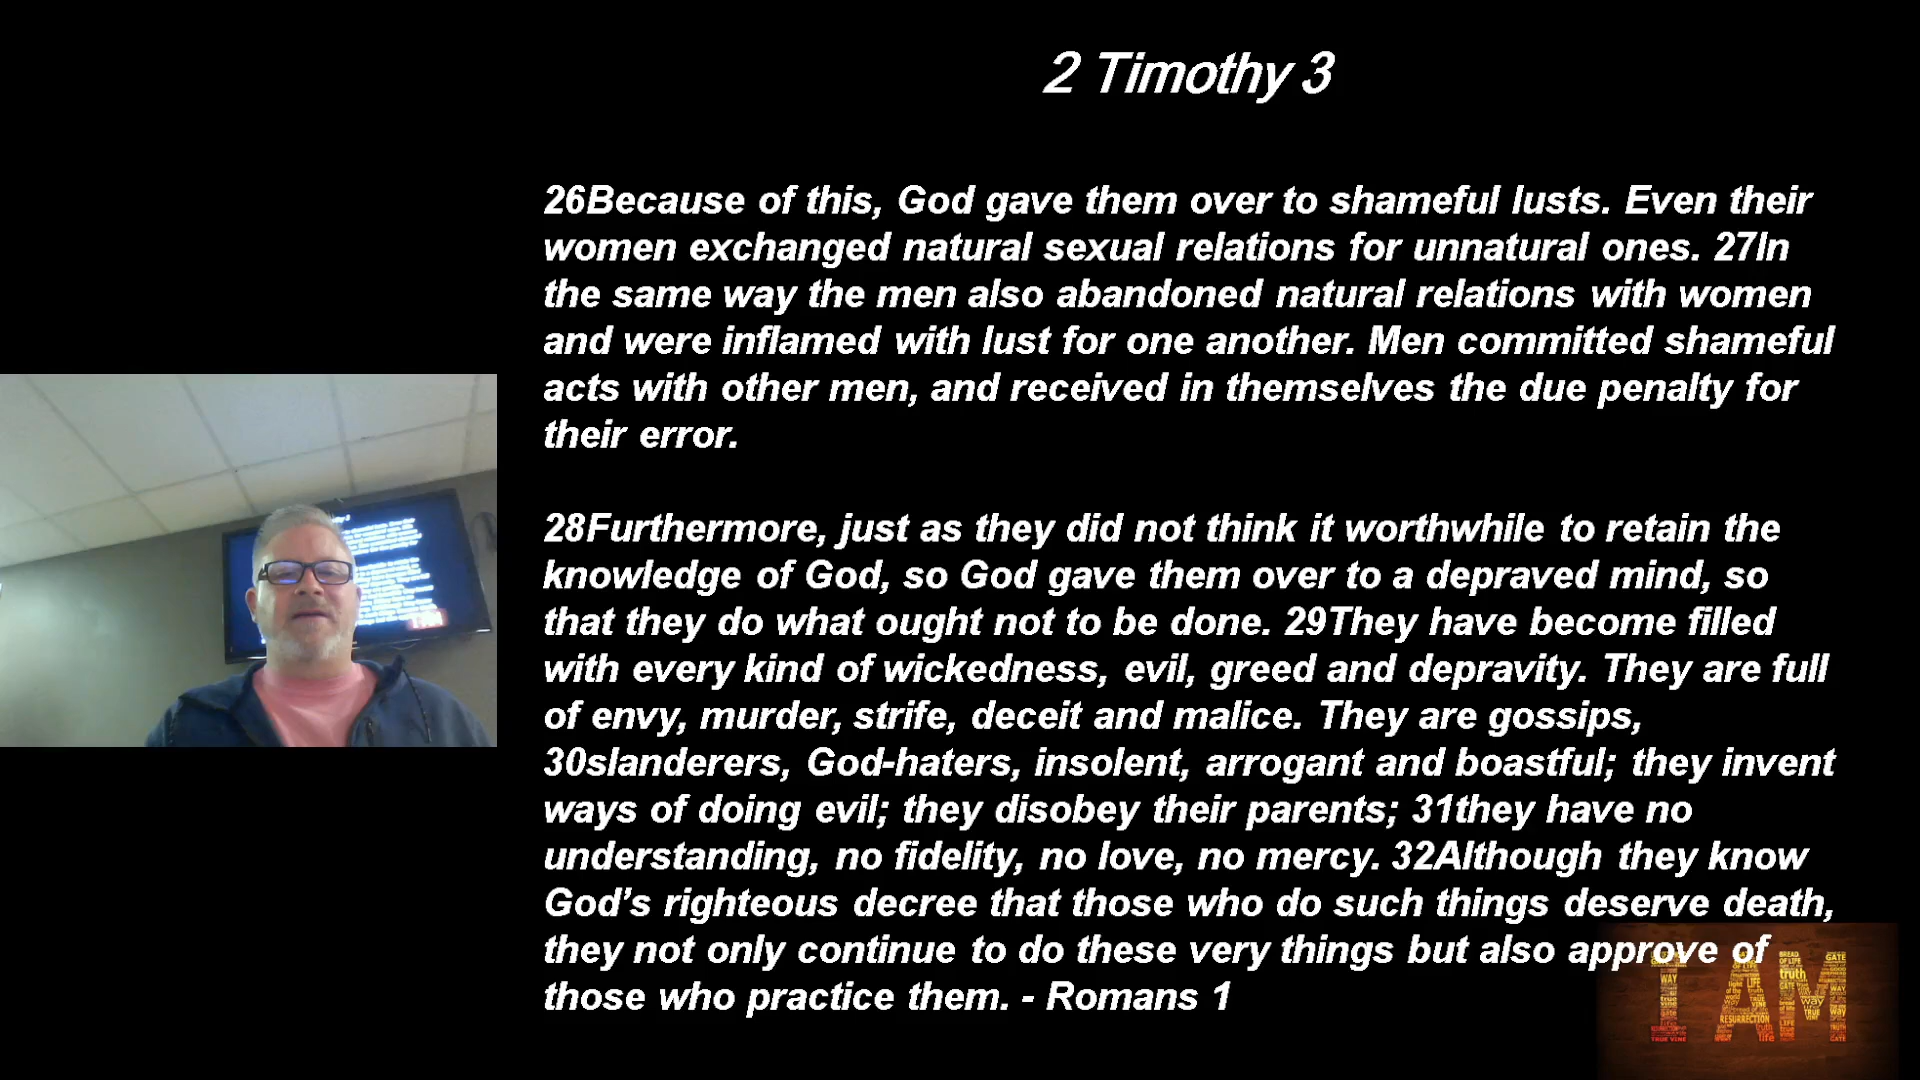 2 Timothy 3
26Because of this, God gave them over to shameful lusts. Even their
women exchanged natural sexual relations for unnatural ones. 27In
the same way the men also abandoned natural relations with women
and were inflamed with lust for one another. Men committed shameful
acts with other men, and received in themselves the due penalty for
their error.
28Furthermore, just as they did not think it worthwhile to retain the
knowledge of God, so God gave them over to a depraved mind, so
that they do what ought not to be done. 29They have become filled
with every kind of wickedness, evil, greed and depravity. They are full
of envy, murder, strife, deceit and malice. They are gossips,
30slanderers, God-haters, insolent, arrogant and boastful; they invent
ways of doing evil; they disobey their parents; 31they have no
understanding, no fidelity, no love, no mercy. 32Although they know
God’s righteous decree that those who do such things deserve death,
they not only continue to do these very things but also approve of
those who practice them. - Romans 1
I AM